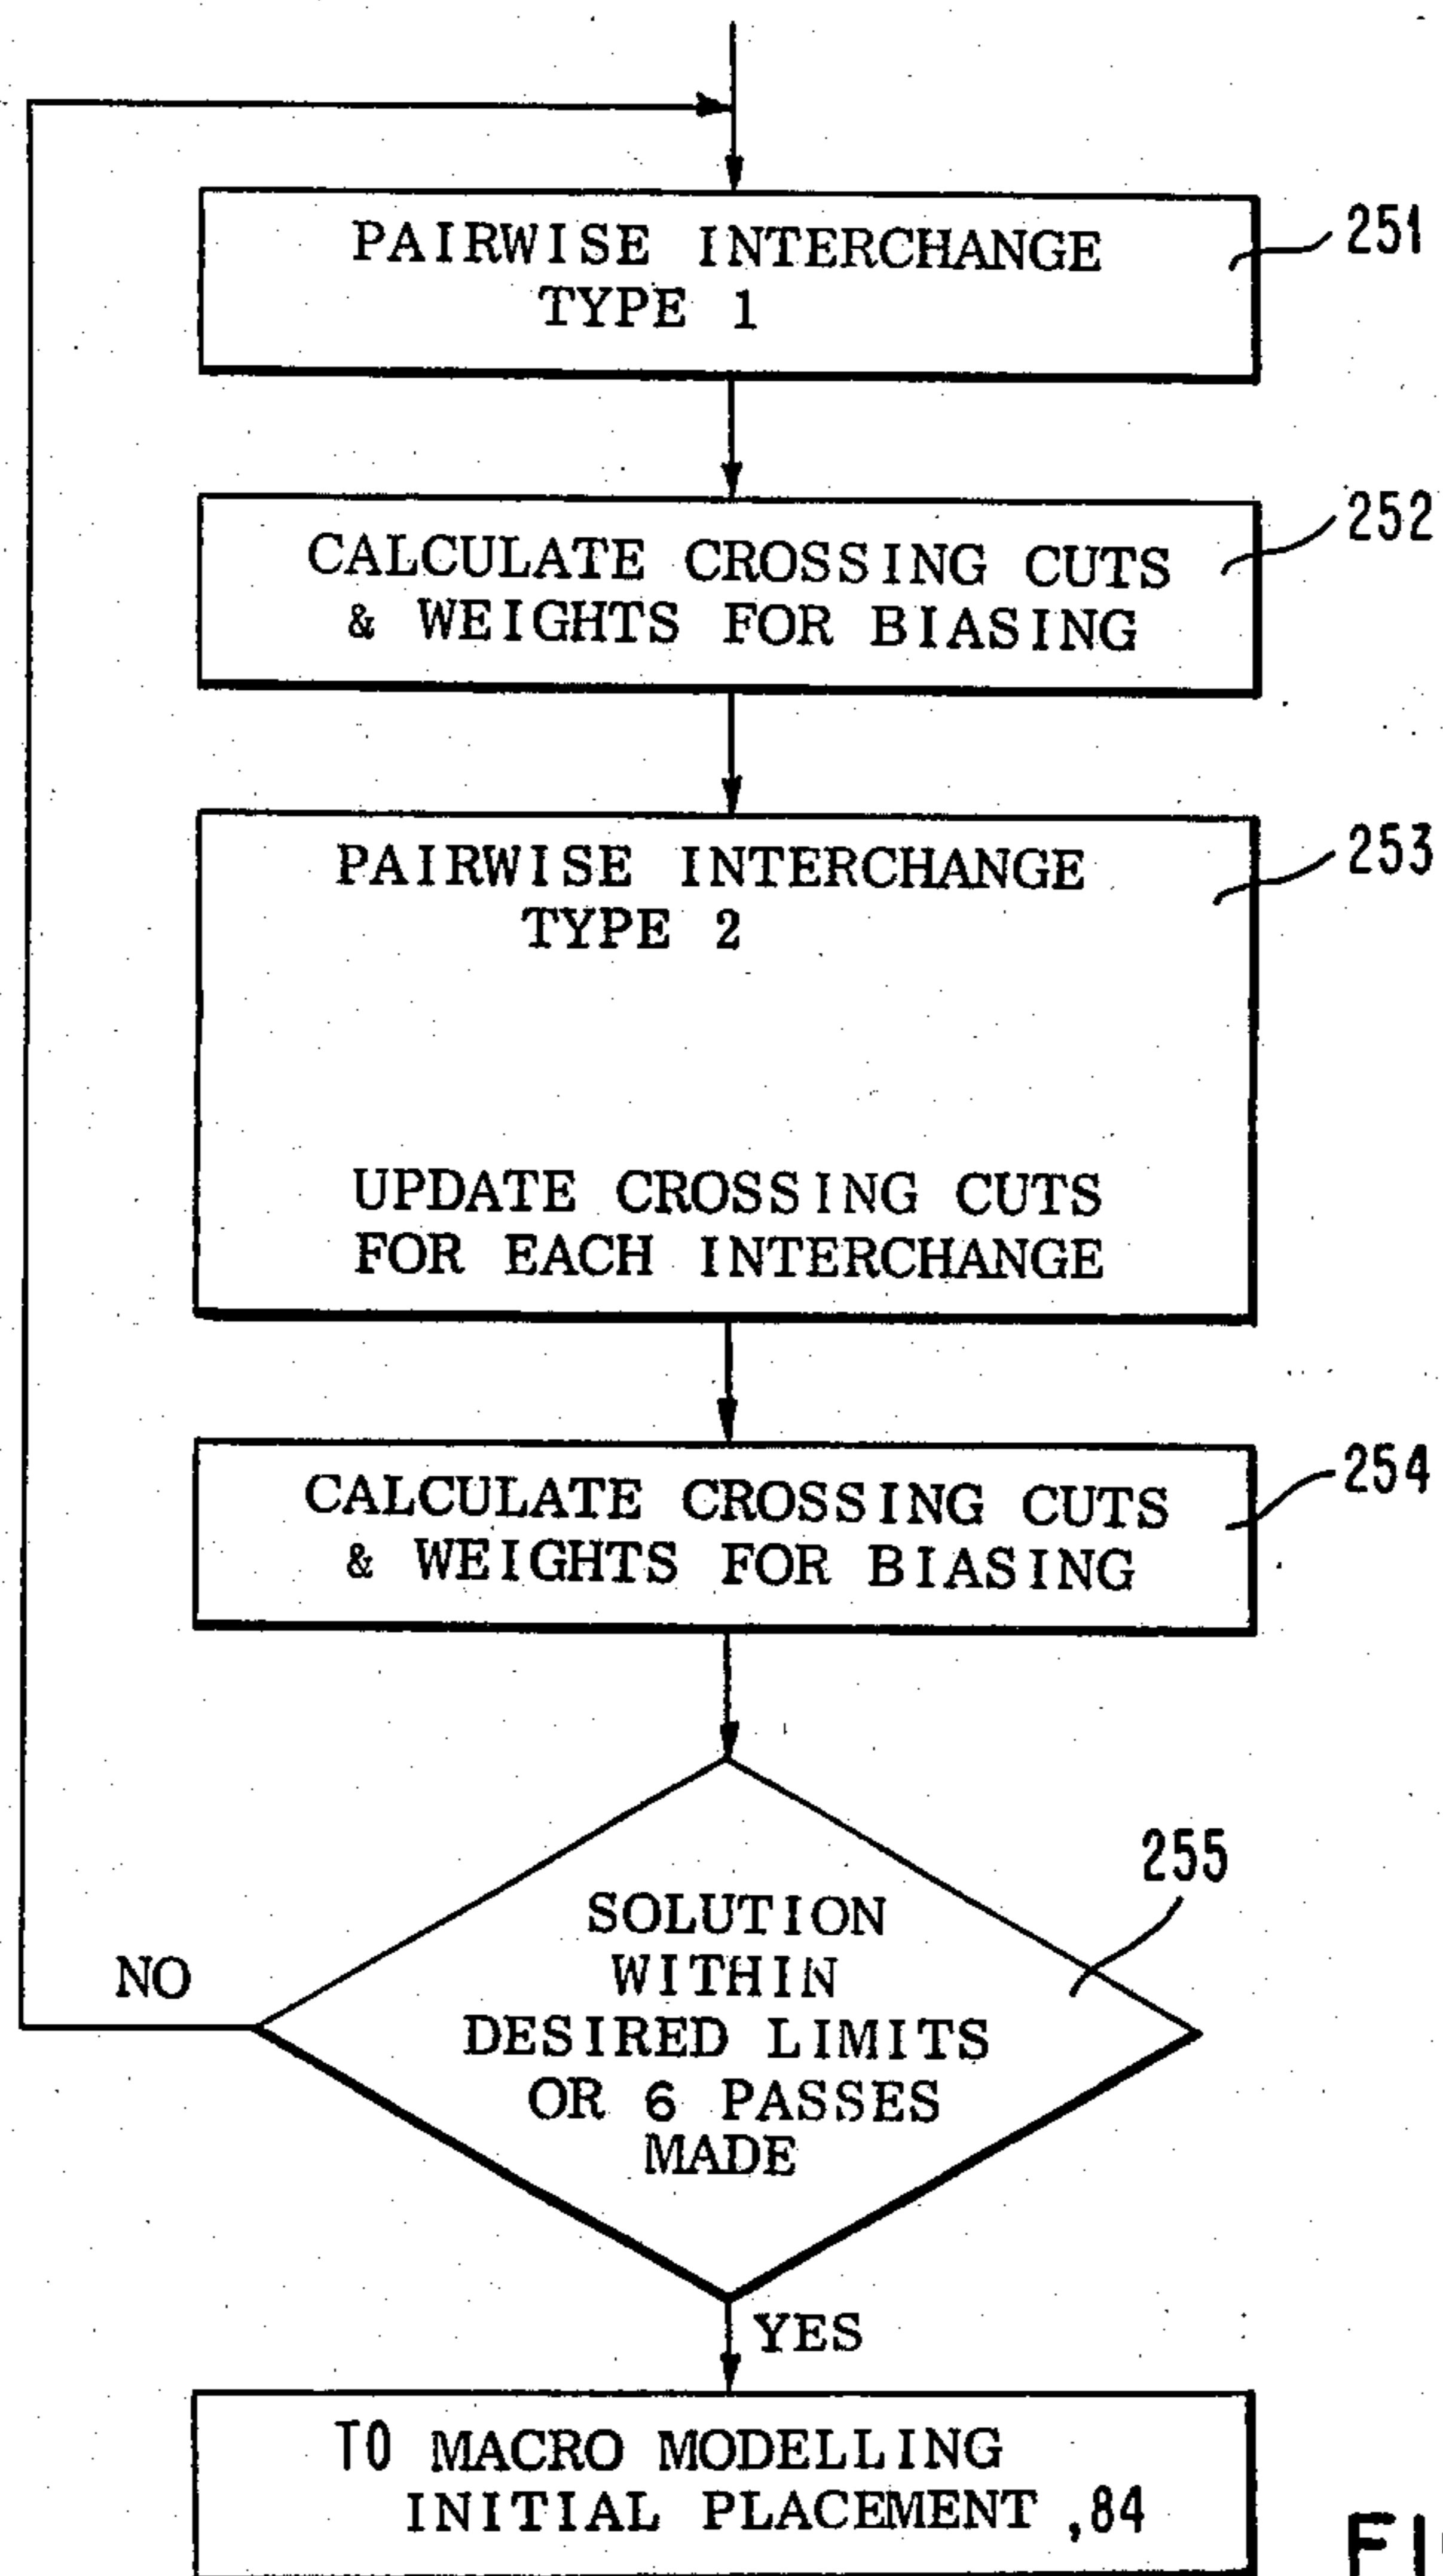 PAIRWISE INTERCHANGE
TYPE 1
251
CALCULATE CROSSING CUTS
& WEIGHTS FOR BIASING
252
PAIRWISE INTERCHANGE
TYPE 2
253
UPDATE CROSSING CUTS
FOR EACH INTERCHANGE
CALCULATE CROSSING CUTS
& WEIGHTS FOR BIASING
254
255
SOLUTION
WITHIN
DESIRED LIMITS
OR 6 PASSES
MADE
NO
YES
TO MACRO MODELLING
INITIAL PLACEMENT ,84